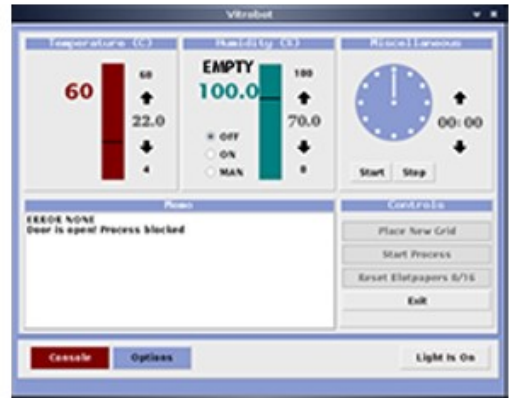 Vitrobot
Temperature (C)
60
60
22.0
4
Humidity (%)
EMPTY
100.0
100
70.0
0
OFF
ON
MAN
Miscellaneous
00:00
Start Stop
Memo
ERROR NONE
Door is open! Process blocked
Controls
Place New Grid
Start Process
Reset Blotpapers 0/16
Exit
Console Options
Light Is On